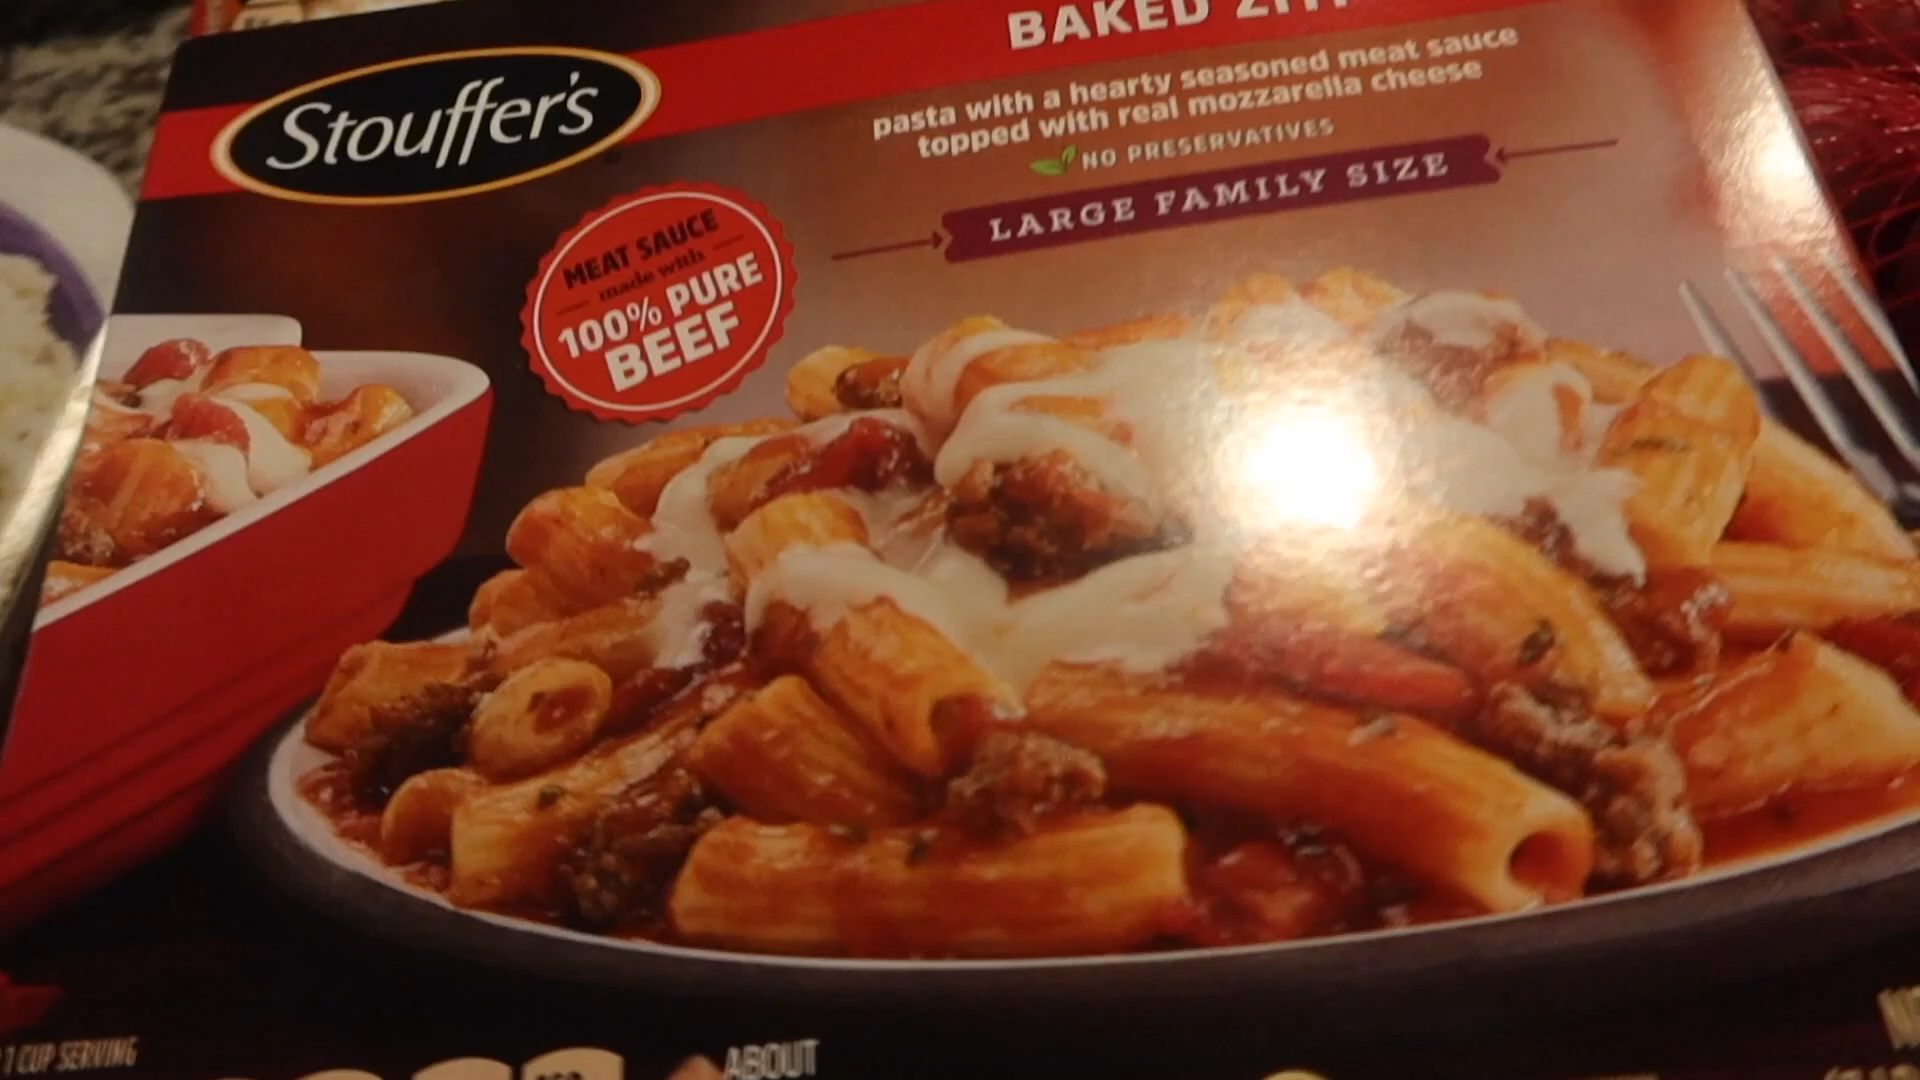 Stouffer's
BAKED ZITI
pasta with a hearty seasoned meat sauce
topped with real mozzarella cheese
NO PRESERVATIVES
LARGE FAMILY SIZE
MEAT SAUCE
made with
100% PURE
BEEF
1 CUP SERVING
ABOUT